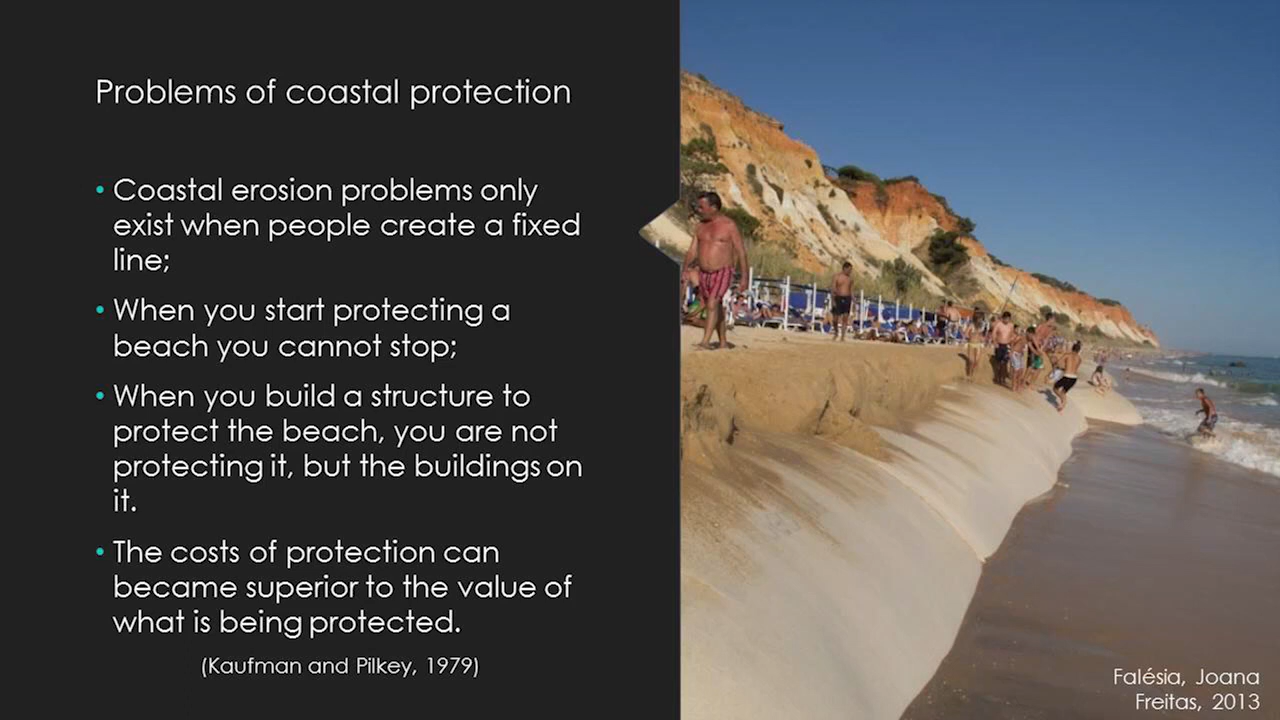 Problems of coastal protection
• Coastal erosion problems only
exist when people create a fixed
line;
• When you start protecting a
beach you cannot stop;
• When you build a structure to
protect the beach, you are not
protecting it, but the buildings on
it.
• The costs of protection can
became superior to the value of
what is being protected.
(Kaufman and Pilkey, 1979)
Falésia, Joana
Freitas, 2013